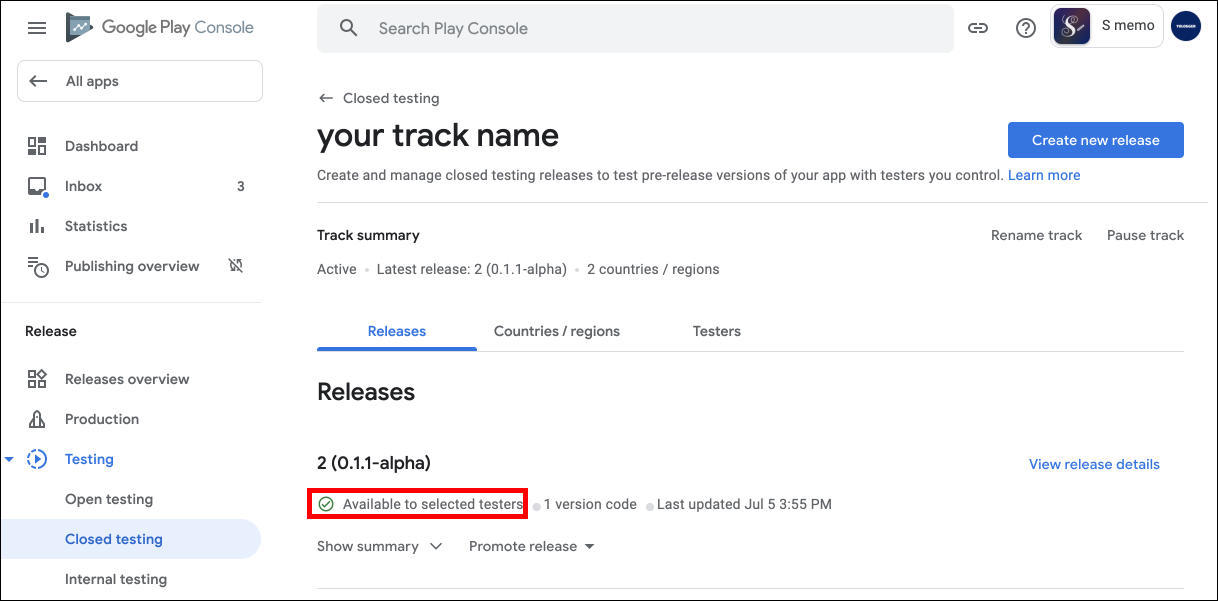 Google Play Console
Search Play Console
S memo
TOLOGGER
All apps
Closed testing
your track name
Create new release
Create and manage closed testing releases to test pre-release versions of your app with testers you control. Learn more
Dashboard
Inbox 3
Statistics
Publishing overview
Track summary
Rename track Pause track
Active • Latest release: 2 (0.1.1-alpha) • 2 countries / regions
Release
Releases Countries / regions Testers
Releases overview
Production
Testing
Open testing
Closed testing
Internal testing
Releases
2 (0.1.1-alpha)
View release details
Available to selected testers • 1 version code • Last updated Jul 5 3:55 PM
Show summary Promote release